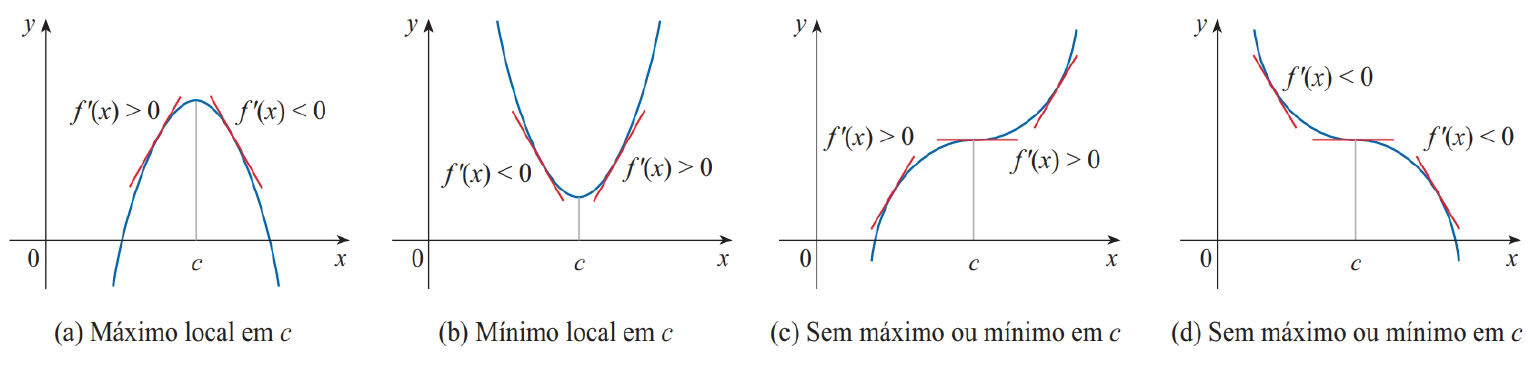 y
f'(x) > 0
f'(x) < 0
0
c
x
(a) Máximo local em c
y
f'(x) < 0
f'(x) > 0
0
c
x
(b) Mínimo local em c
y
f'(x) > 0
f'(x) > 0
0
c
x
(c) Sem máximo ou mínimo em c
y
f'(x) < 0
f'(x) < 0
0
c
x
(d) Sem máximo ou mínimo em c